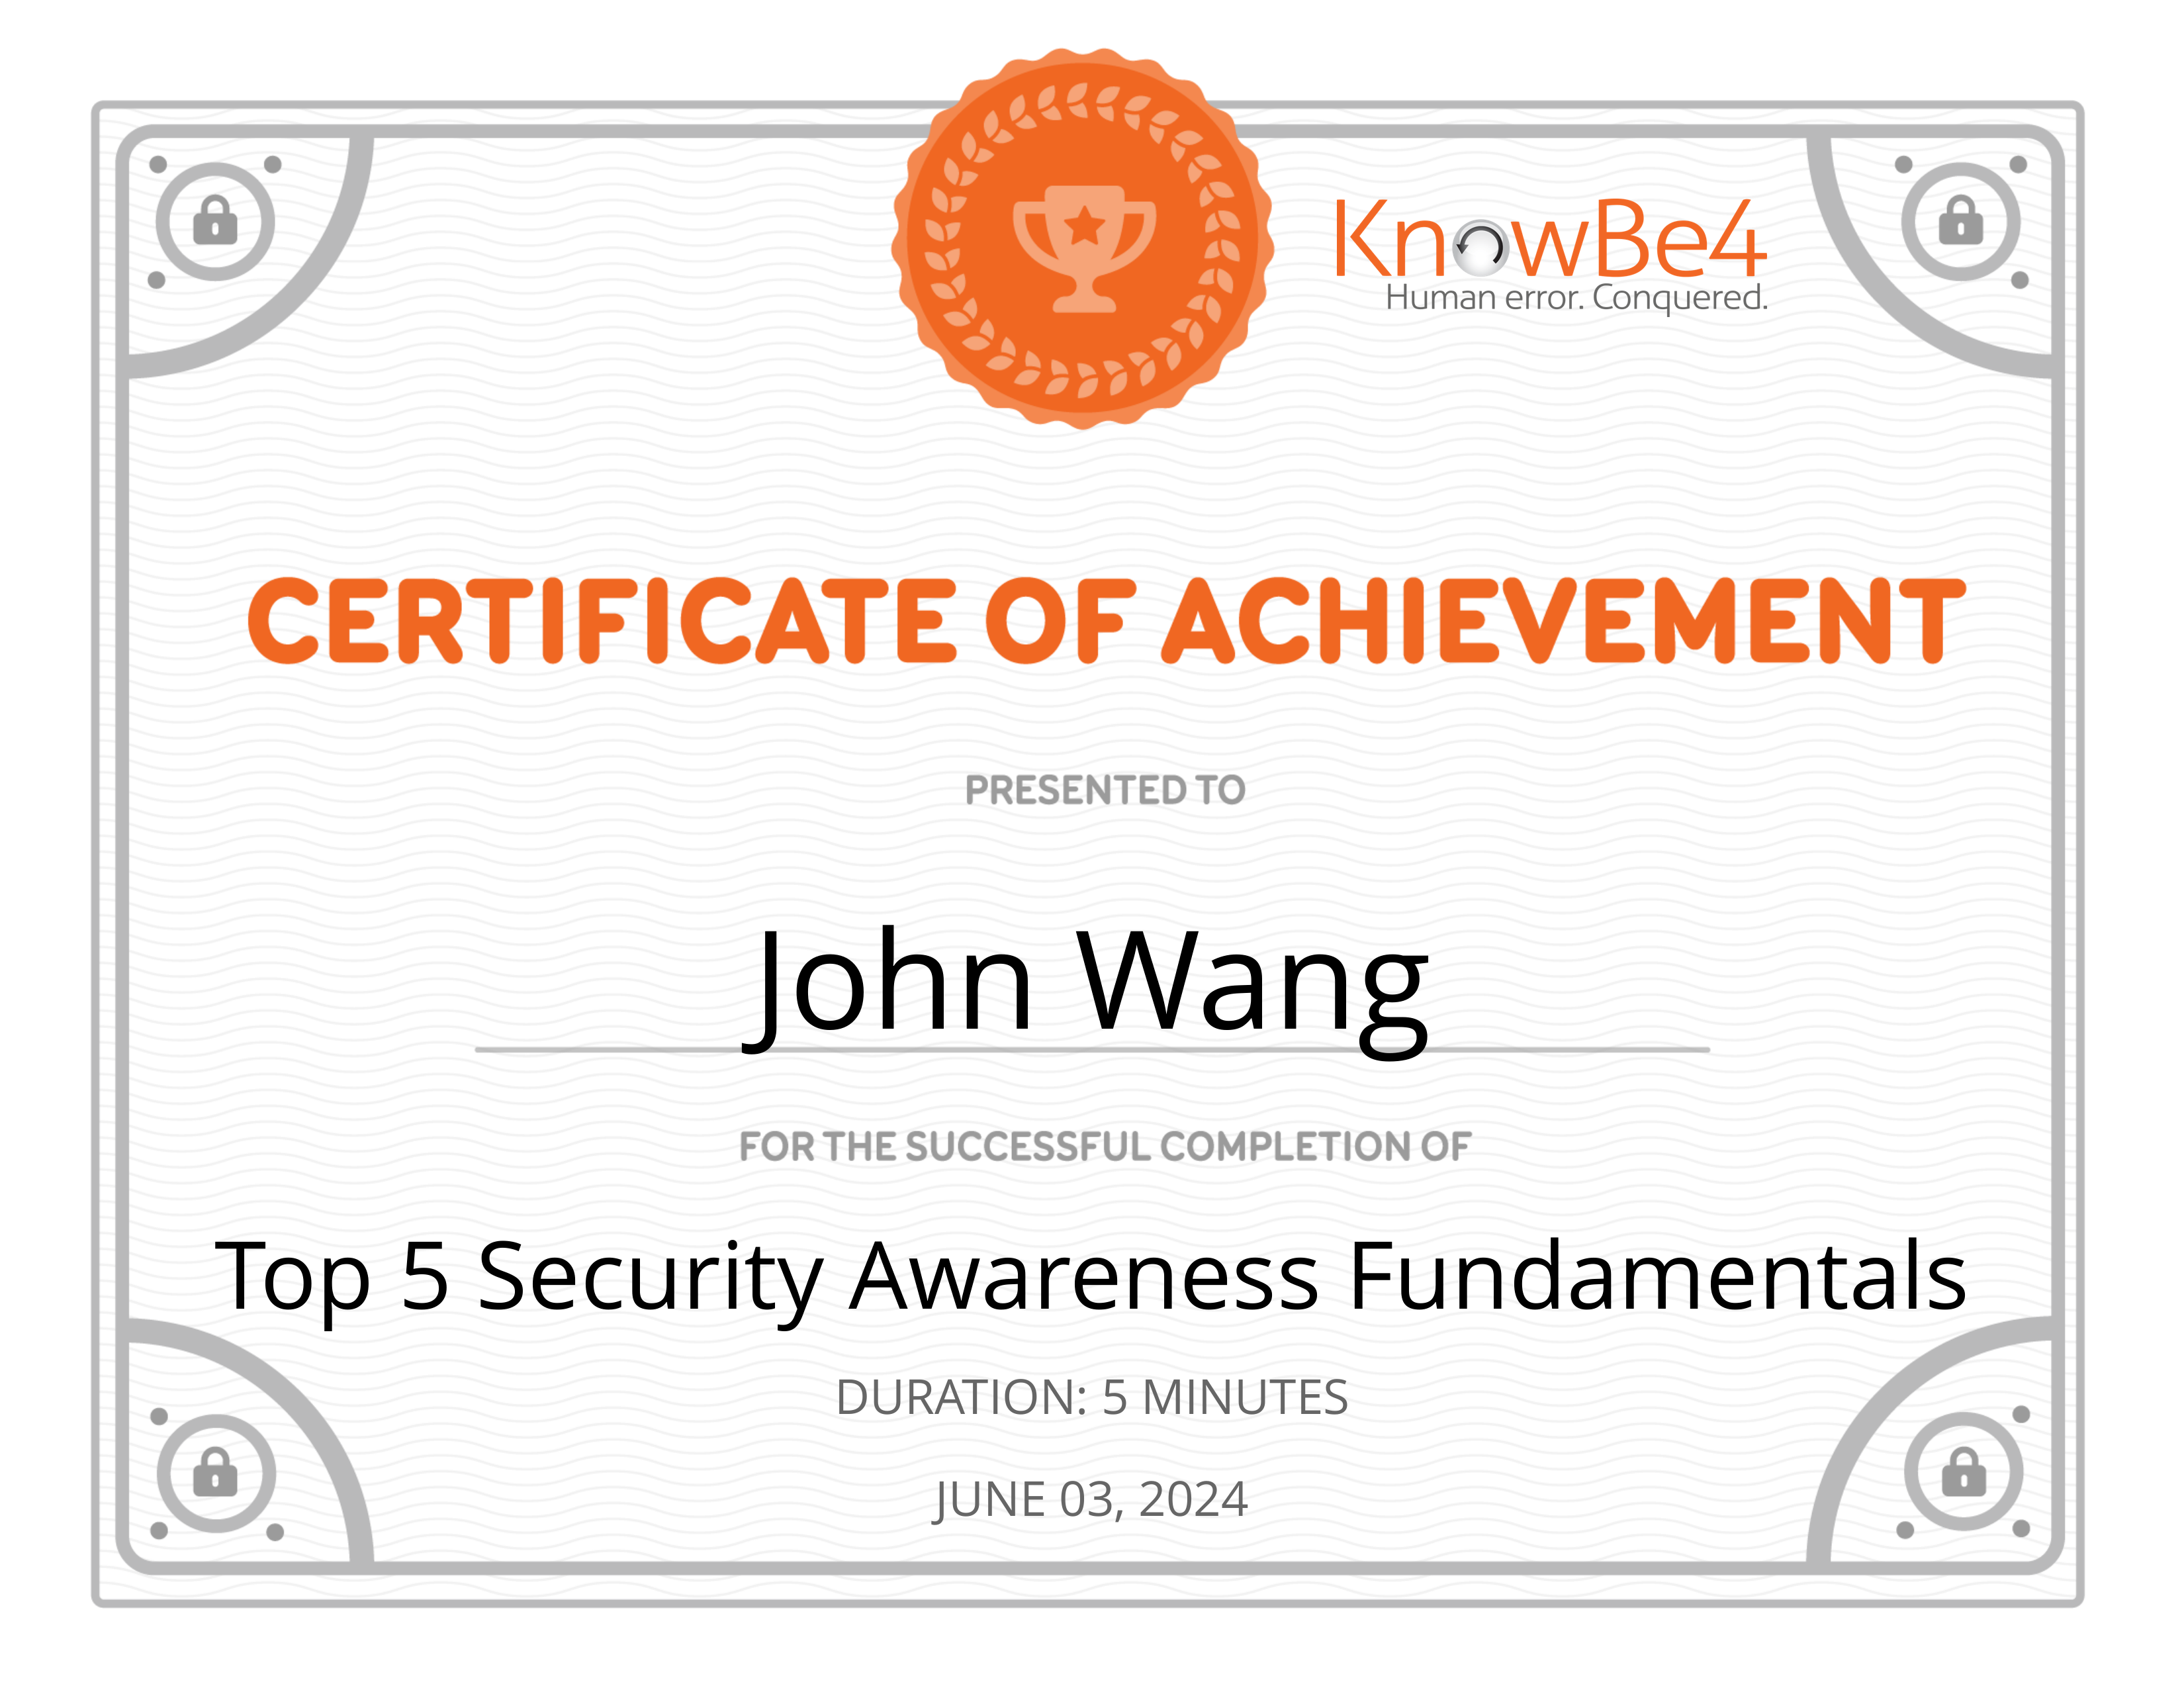 KnowBe4
Human error. Conquered.
CERTIFICATE OF ACHIEVEMENT
PRESENTED TO
John Wang
FOR THE SUCCESSFUL COMPLETION OF
Top 5 Security Awareness Fundamentals
DURATION: 5 MINUTES
JUNE 03, 2024